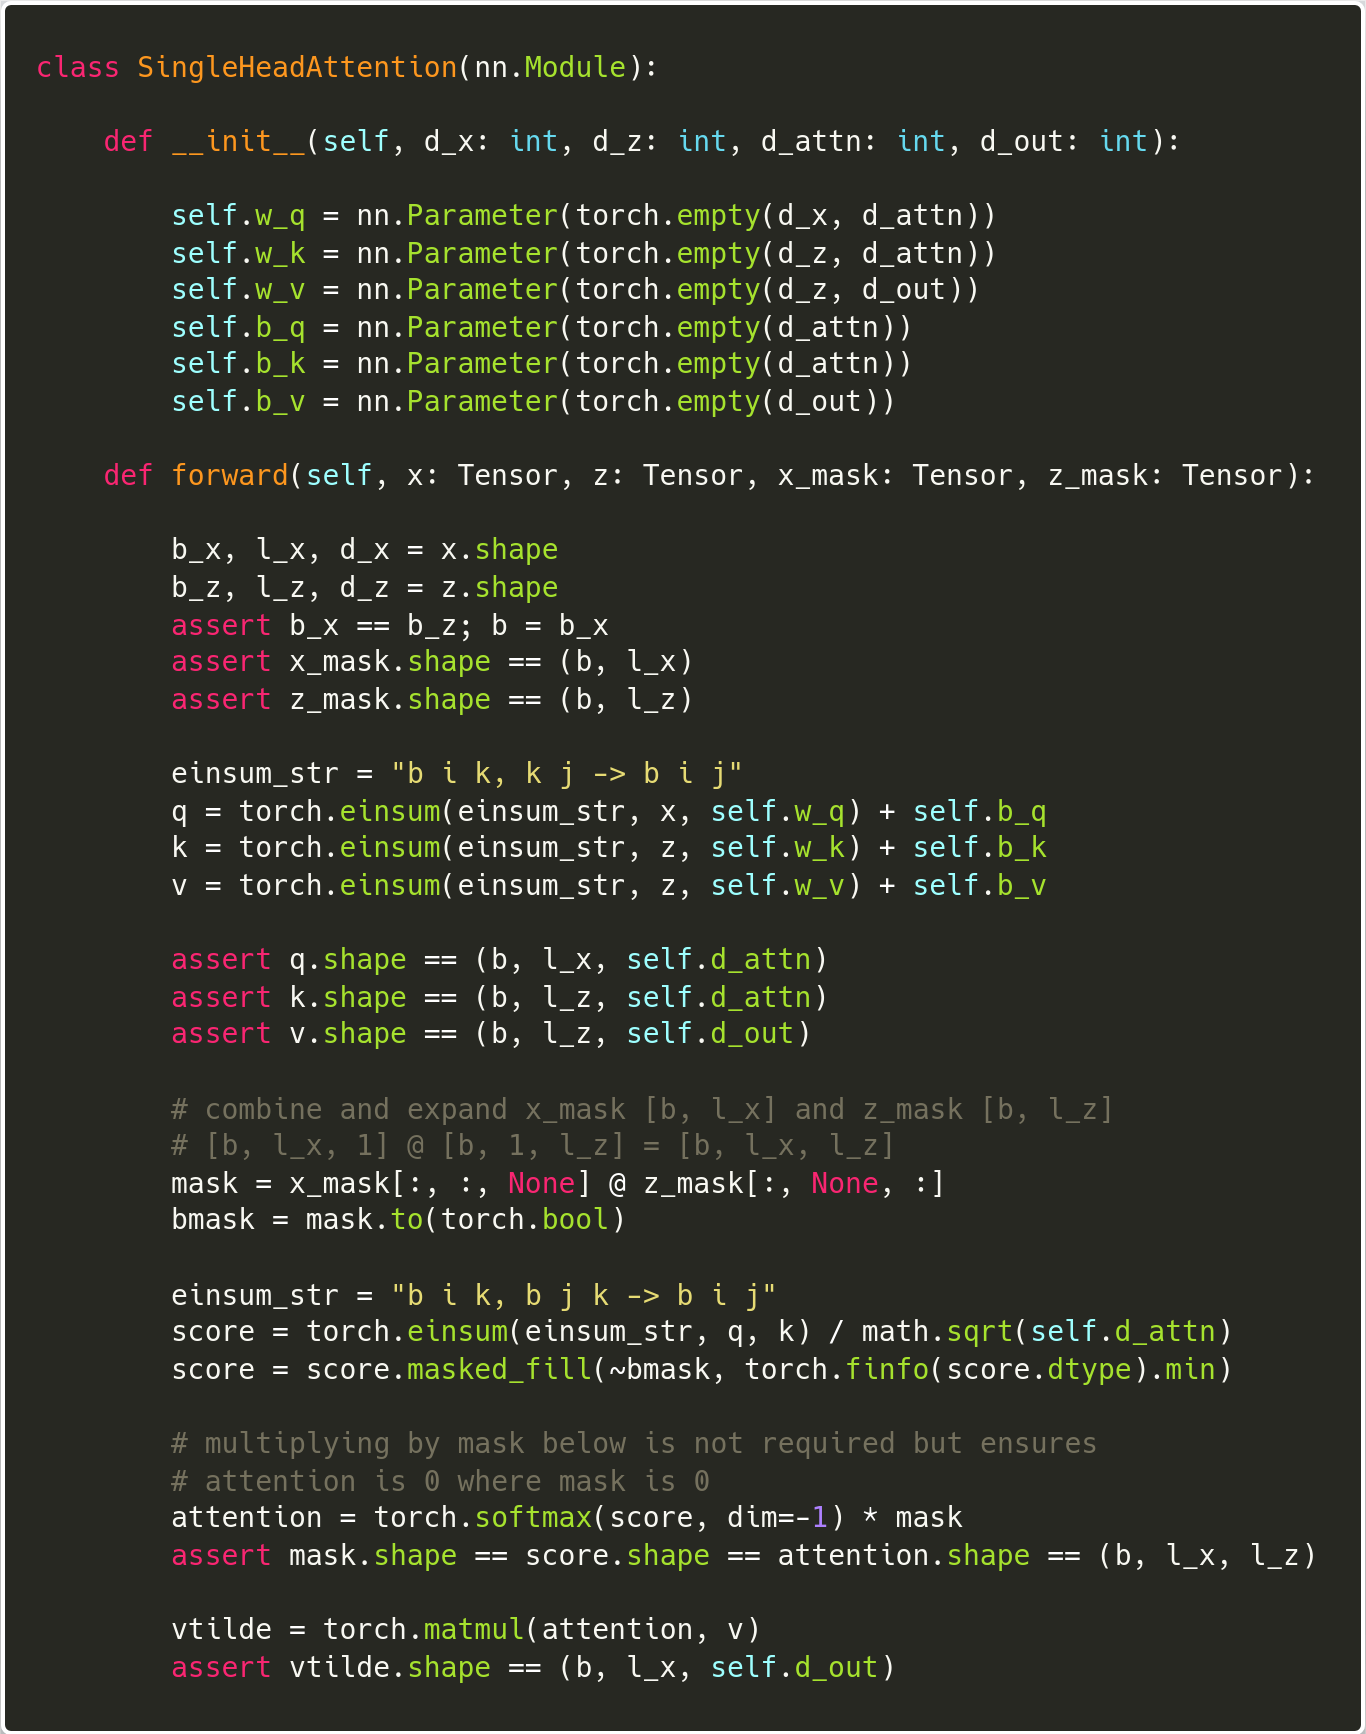 class SingleHeadAttention(nn.Module):
def __init__(self, d_x: int, d_z: int, d_attn: int, d_out: int):
self.w_q = nn.Parameter(torch.empty(d_x, d_attn))
self.w_k = nn.Parameter(torch.empty(d_z, d_attn))
self.w_v = nn.Parameter(torch.empty(d_z, d_out))
self.b_q = nn.Parameter(torch.empty(d_attn))
self.b_k = nn.Parameter(torch.empty(d_attn))
self.b_v = nn.Parameter(torch.empty(d_out))
def forward(self, x: Tensor, z: Tensor, x_mask: Tensor, z_mask: Tensor):
b_x, l_x, d_x = x.shape
b_z, l_z, d_z = z.shape
assert b_x == b_z; b = b_x
assert x_mask.shape == (b, l_x)
assert z_mask.shape == (b, l_z)
einsum_str = "b i k, k j -> b i j"
q = torch.einsum(einsum_str, x, self.w_q) + self.b_q
k = torch.einsum(einsum_str, z, self.w_k) + self.b_k
v = torch.einsum(einsum_str, z, self.w_v) + self.b_v
assert q.shape == (b, l_x, self.d_attn)
assert k.shape == (b, l_z, self.d_attn)
assert v.shape == (b, l_z, self.d_out)
# combine and expand x_mask [b, l_x] and z_mask [b, l_z]
# [b, l_x, 1] @ [b, 1, l_z] = [b, l_x, l_z]
mask = x_mask[:, :, None] @ z_mask[:, None, :]
bmask = mask.to(torch.bool)
einsum_str = "b i k, b j k -> b i j"
score = torch.einsum(einsum_str, q, k) / math.sqrt(self.d_attn)
score = score.masked_fill(~bmask, torch.finfo(score.dtype).min)
# multiplying by mask below is not required but ensures
# attention is 0 where mask is 0
attention = torch.softmax(score, dim=-1) * mask
assert mask.shape == score.shape == attention.shape == (b, l_x, l_z)
vtilde = torch.matmul(attention, v)
assert vtilde.shape == (b, l_x, self.d_out)